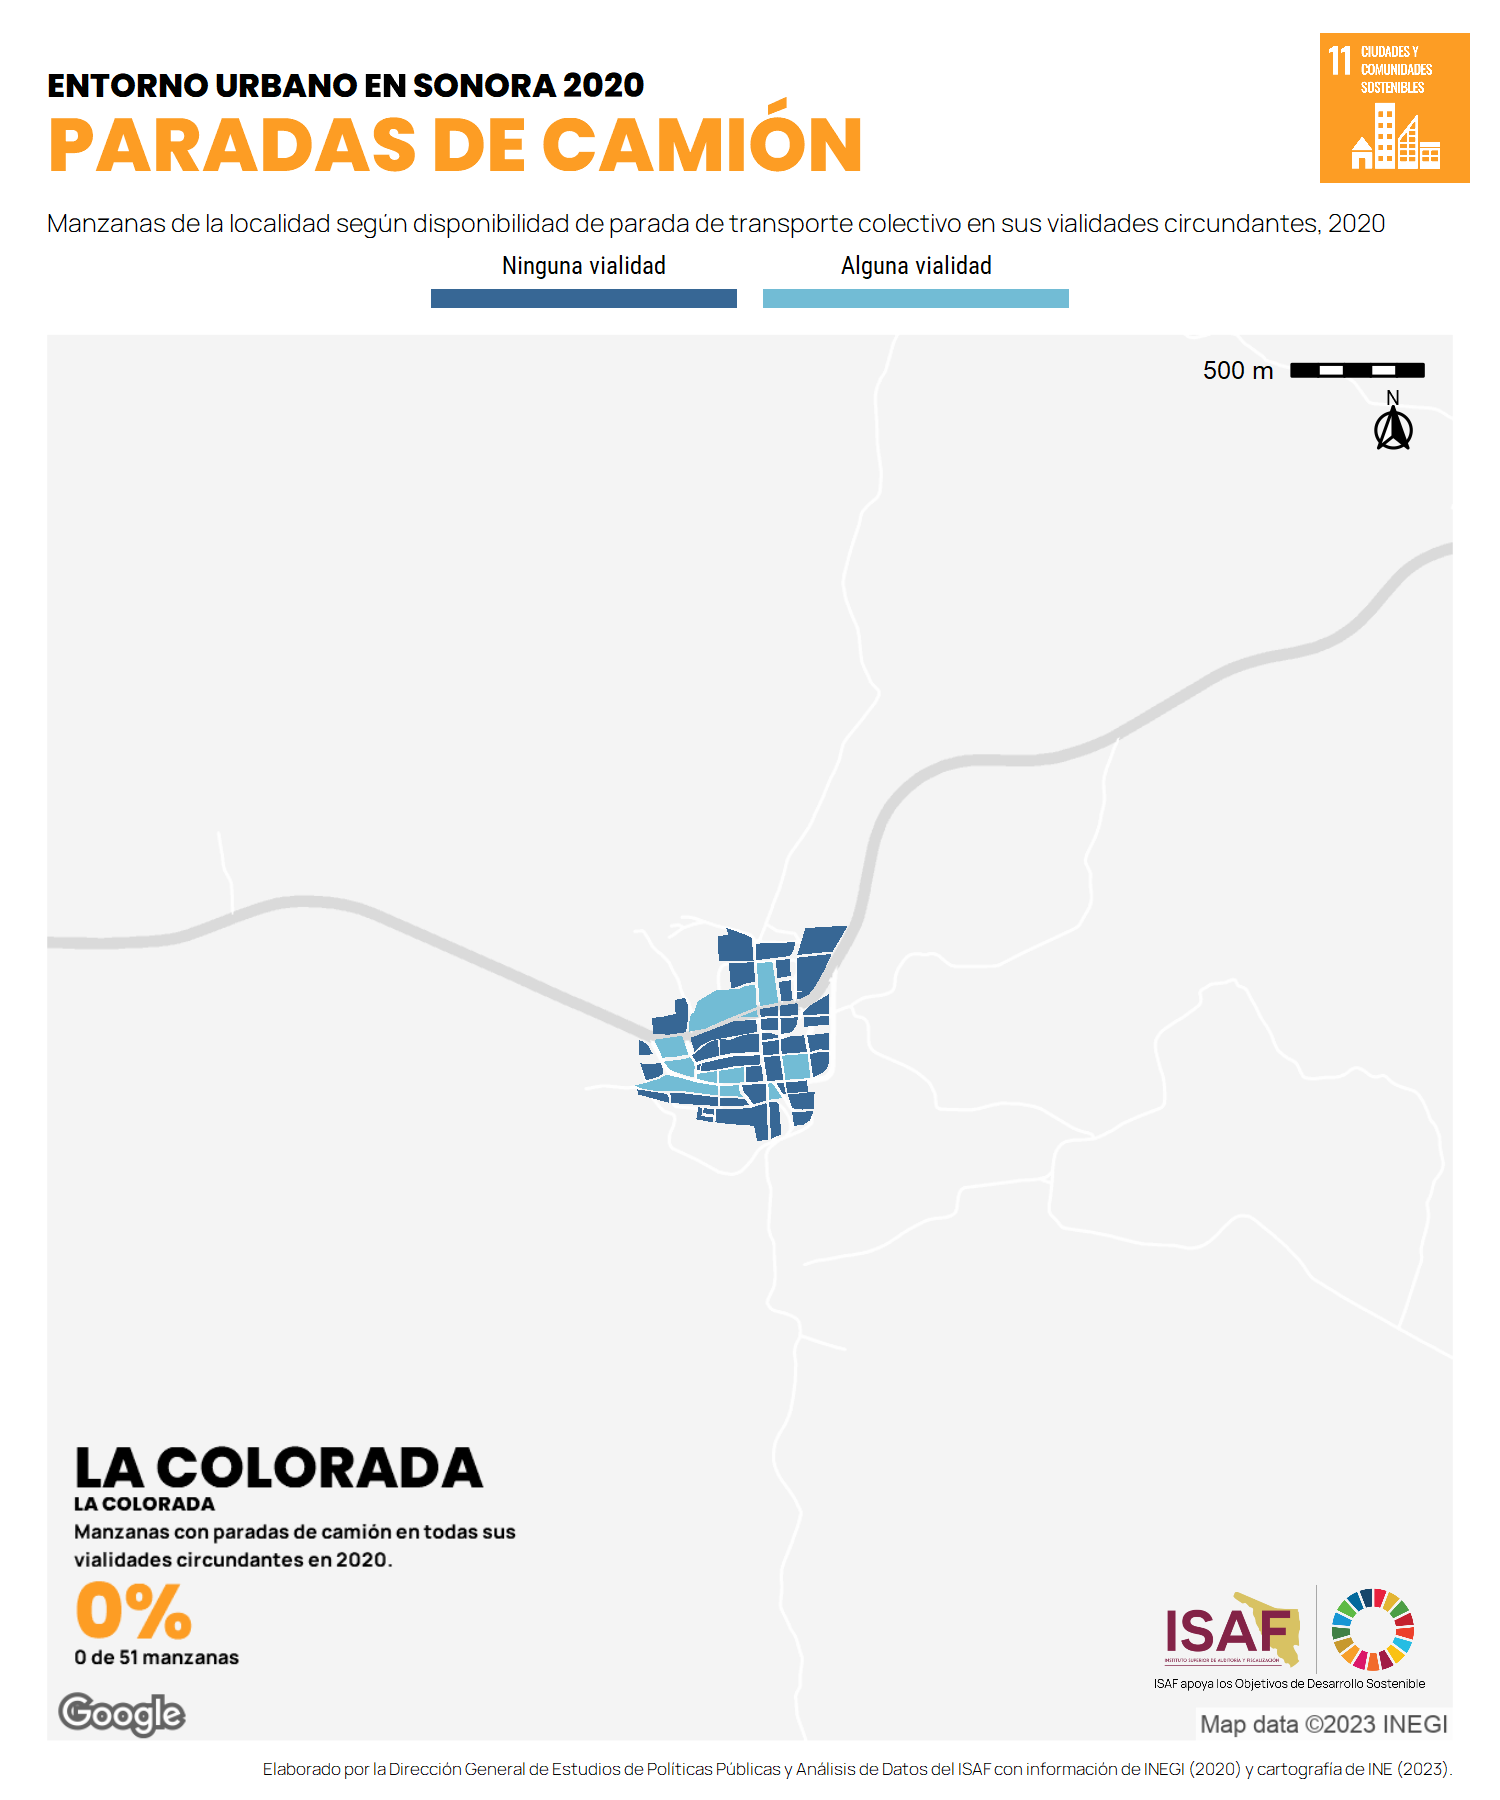 ENTORNO URBANO EN SONORA 2020
PARADAS DE CAMIÓN
11 CIUDADES Y
COMUNIDADES
SOSTENIBLES
Manzanas de la localidad según disponibilidad de parada de transporte colectivo en sus vialidades circundantes, 2020
Ninguna vialidad
Alguna vialidad
500 m
N
LA COLORADA
LA COLORADA
Manzanas con paradas de camión en todas sus
vialidades circundantes en 2020.
0%
0 de 51 manzanas
ISAF
INSTITUTO SUPERIOR DE AUDITORÍA Y FISCALIZACIÓN
ISAF apoya los Objetivos de Desarrollo Sostenible
Google
Map data ©2023 INEGI
Elaborado por la Dirección General de Estudios de Políticas Públicas y Análisis de Datos del ISAF con información de INEGI (2020) y cartografía de INE (2023).